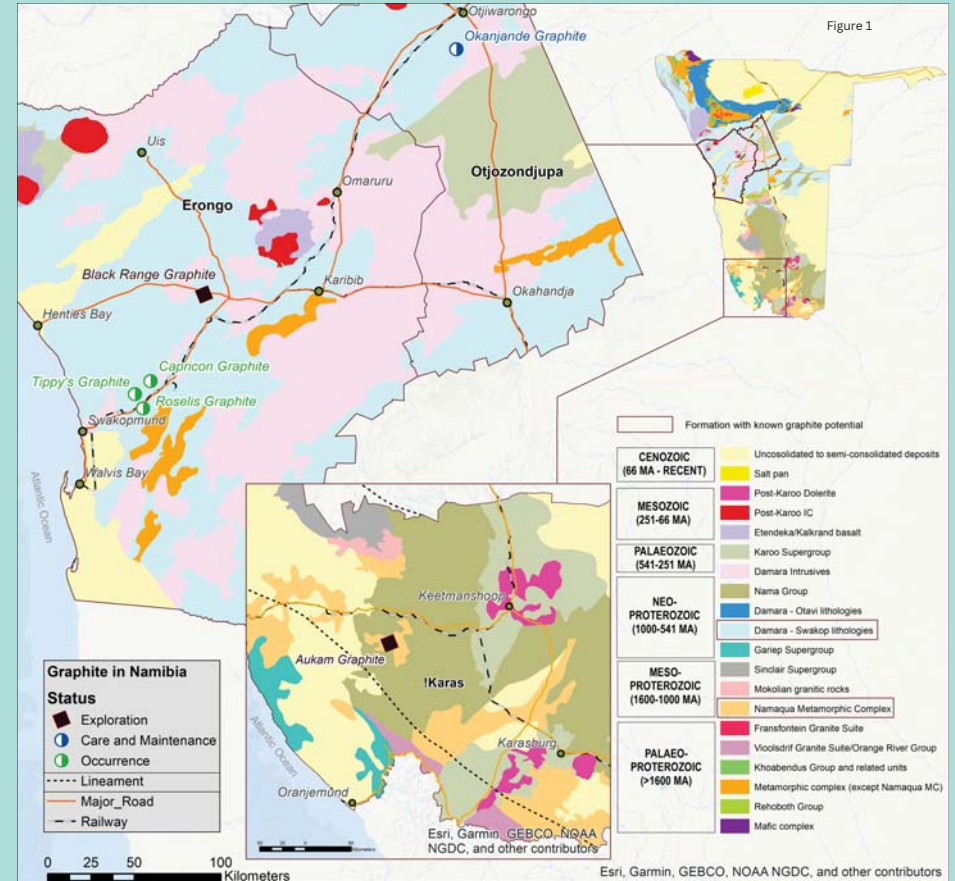 Figure 1
Otjiwarongo
Okanjande Graphite
Uis
Omaruru
Otjozondjupa
Erongo
Black Range Graphite
Karibib
Okahandja
Henties Bay
Capricon Graphite
Tippy's Graphite
Roselis Graphite
Swakopmund
Walvis Bay
Atlantic Ocean
Keetmanshoop
Aukam Graphite
!Karas
Karasburg
Atlantic Ocean
Oranjemund
Esri, Garmin, GEBCO, NOAA
NGDC, and other contributors
Graphite in Namibia
Status
Exploration
Care and Maintenance
Occurrence
Lineament
Major_Road
Railway
0 25 50 100
Kilometers
Formation with known graphite potential
CENOZOIC
(66 MA - RECENT)
MESOZOIC
(251-66 MA)
PALAEOZOIC
(541-251 MA)
NEO-
PROTEROZOIC
(1000-541 MA)
MESO-
PROTEROZOIC
(1600-1000 MA)
PALAEO-
PROTEROZOIC
(>1600 MA)
Uncosolidated to semi-consolidated deposits
Salt pan
Post-Karoo Dolerite
Post-Karoo IC
Etendeka/Kalkrand basalt
Karoo Supergroup
Damara Intrusives
Nama Group
Damara - Otavi lithologies
Damara - Swakop lithologies
Gariep Supergroup
Sinclair Supergroup
Mokolian granitic rocks
Namaqua Metamorphic Complex
Fransfontein Granite Suite
Vioolsdrif Granite Suite/Orange River Group
Khoabendus Group and related units
Metamorphic complex (except Namaqua MC)
Rehoboth Group
Mafic complex
Esri, Garmin, GEBCO, NOAA NGDC, and other contributors